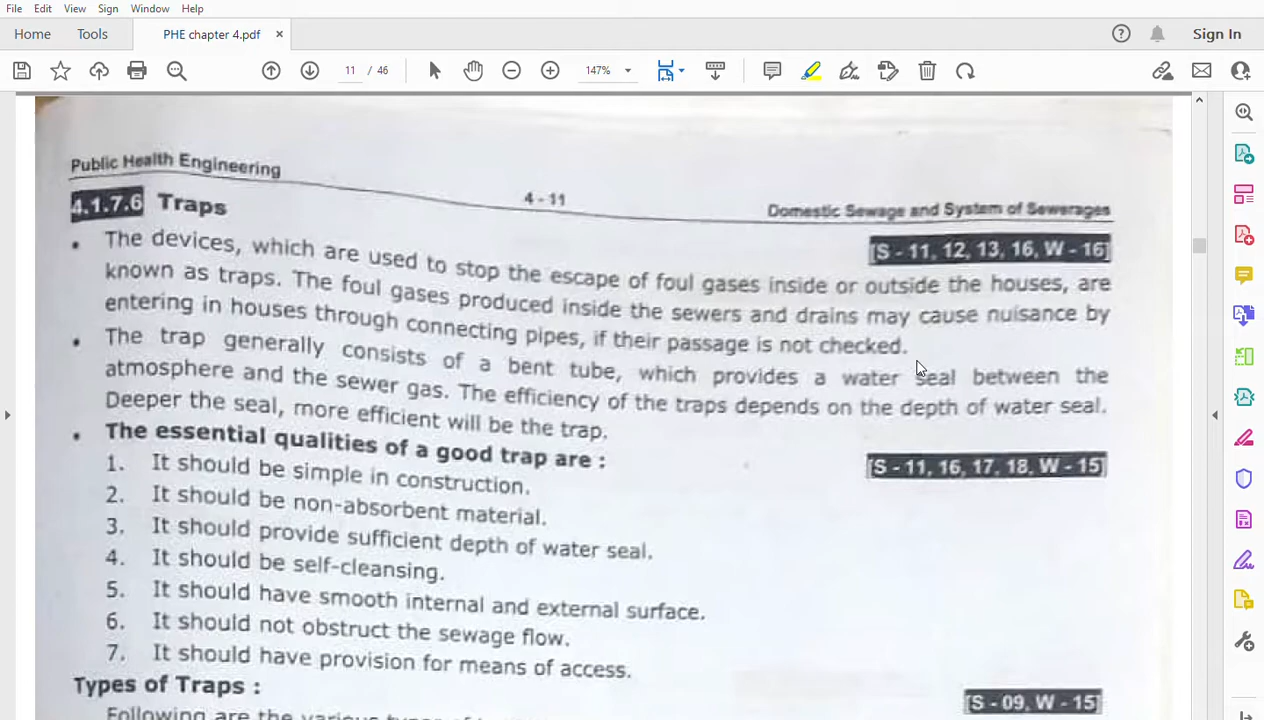 File Edit View Sign Window Help
Home Tools PHE chapter 4.pdf × Sign In
11 / 46 147%
Public Health Engineering 4 - 11 Domestic Sewage and System of Sewerages
4.1.7.6 Traps
[S - 11, 12, 13, 16, W - 16]
• The devices, which are used to stop the escape of foul gases inside or outside the houses, are
known as traps. The foul gases produced inside the sewers and drains may cause nuisance by
entering in houses through connecting pipes, if their passage is not checked.
• The trap generally consists of a bent tube, which provides a water seal between the
atmosphere and the sewer gas. The efficiency of the traps depends on the depth of water seal.
Deeper the seal, more efficient will be the trap.
• The essential qualities of a good trap are :
[S - 11, 16, 17, 18, W - 15]
1. It should be simple in construction.
2. It should be non-absorbent material.
3. It should provide sufficient depth of water seal.
4. It should be self-cleansing.
5. It should have smooth internal and external surface.
6. It should not obstruct the sewage flow.
7. It should have provision for means of access.
Types of Traps :
[S - 09, W - 15]
Following are the various types of